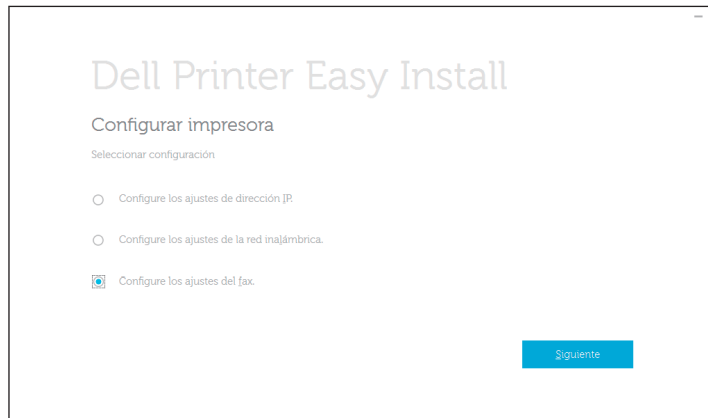 Dell Printer Easy Install
Configurar impresora
Seleccionar configuración
Configure los ajustes de dirección IP.
Configure los ajustes de la red inalámbrica.
Configure los ajustes del fax.
Siguiente